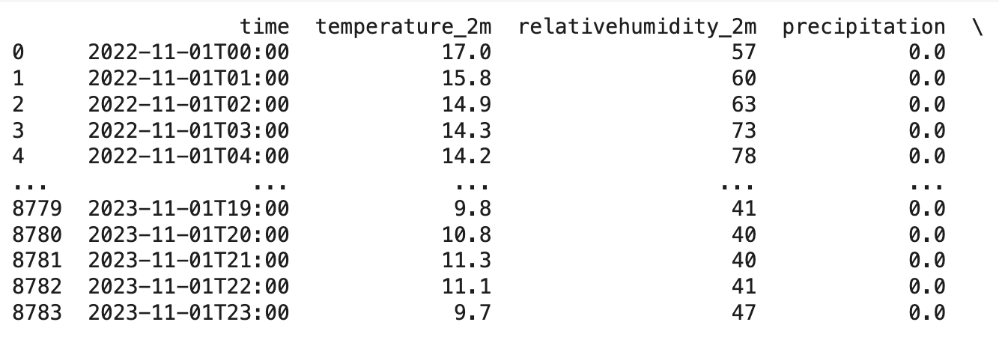 time temperature_2m relativehumidity_2m precipitation \
0 2022-11-01T00:00 17.0 57 0.0
1 2022-11-01T01:00 15.8 60 0.0
2 2022-11-01T02:00 14.9 63 0.0
3 2022-11-01T03:00 14.3 73 0.0
4 2022-11-01T04:00 14.2 78 0.0
... ... ... ... ...
8779 2023-11-01T19:00 9.8 41 0.0
8780 2023-11-01T20:00 10.8 40 0.0
8781 2023-11-01T21:00 11.3 40 0.0
8782 2023-11-01T22:00 11.1 41 0.0
8783 2023-11-01T23:00 9.7 47 0.0